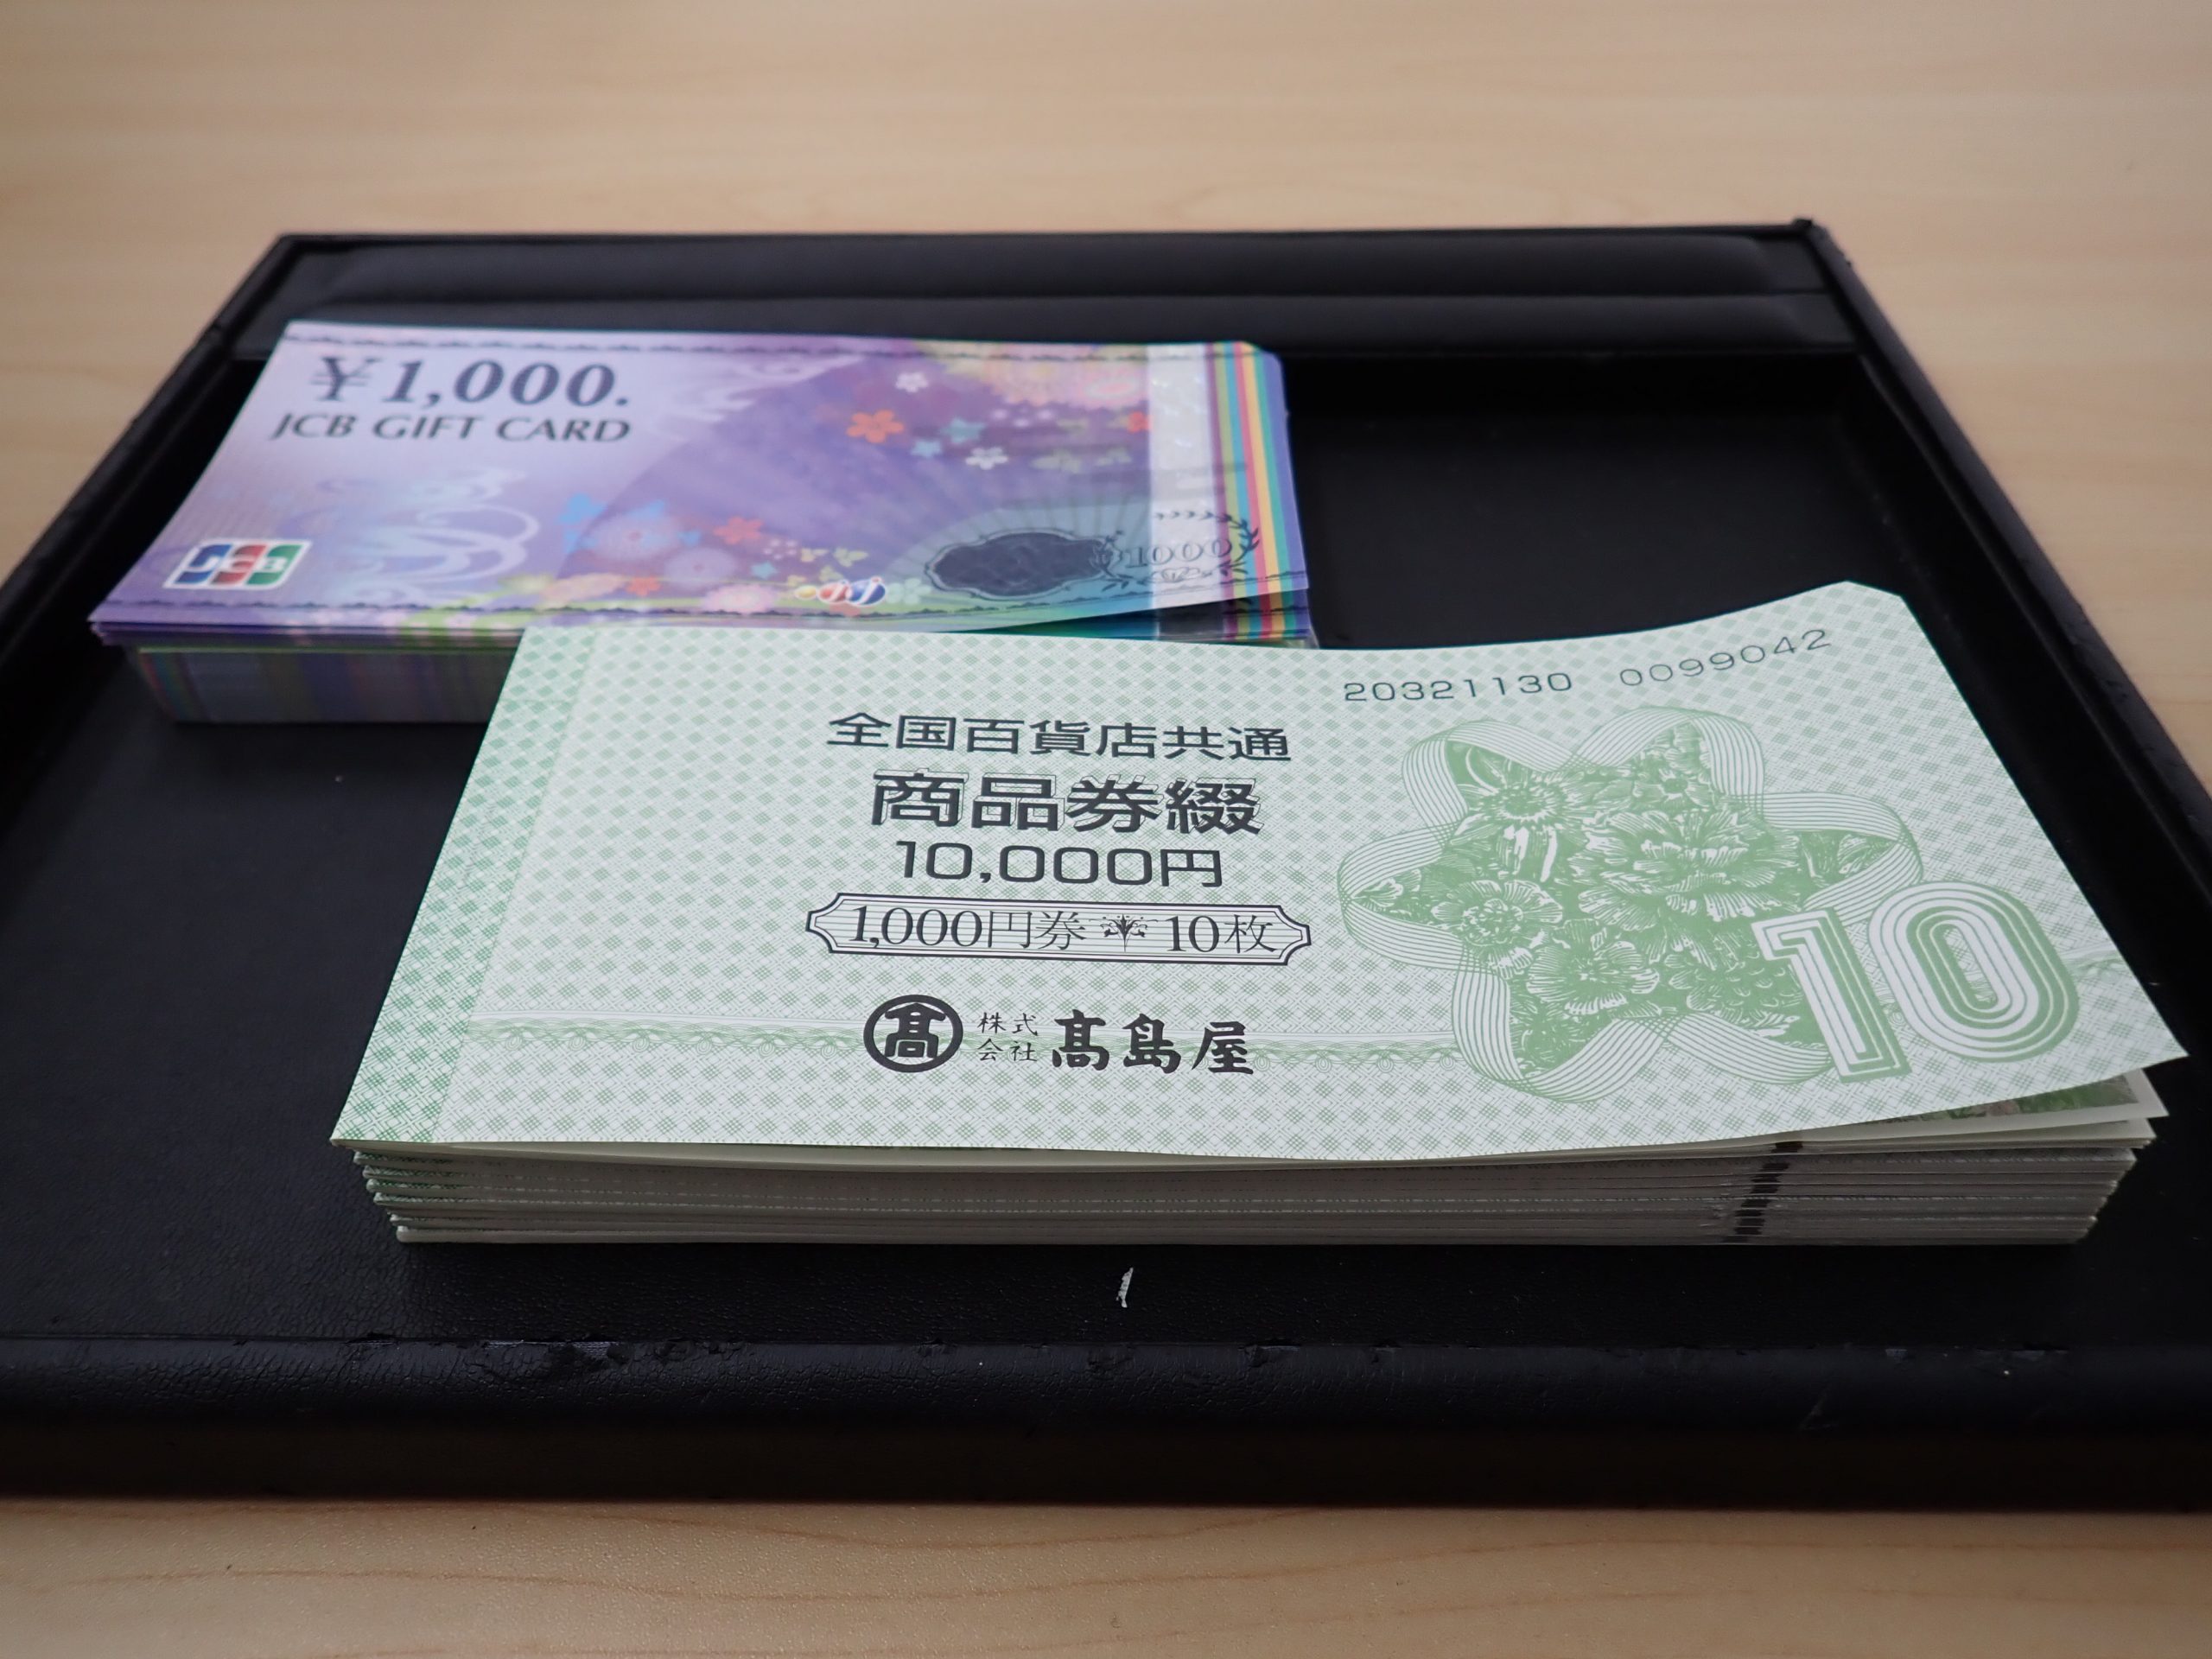 ¥1,000.
JCB GIFT CARD
JCB
1000
20321130 0099042
全国百貨店共通
商品券綴
10,000円
1,000円券 10枚
髙 株式会社 髙島屋
10